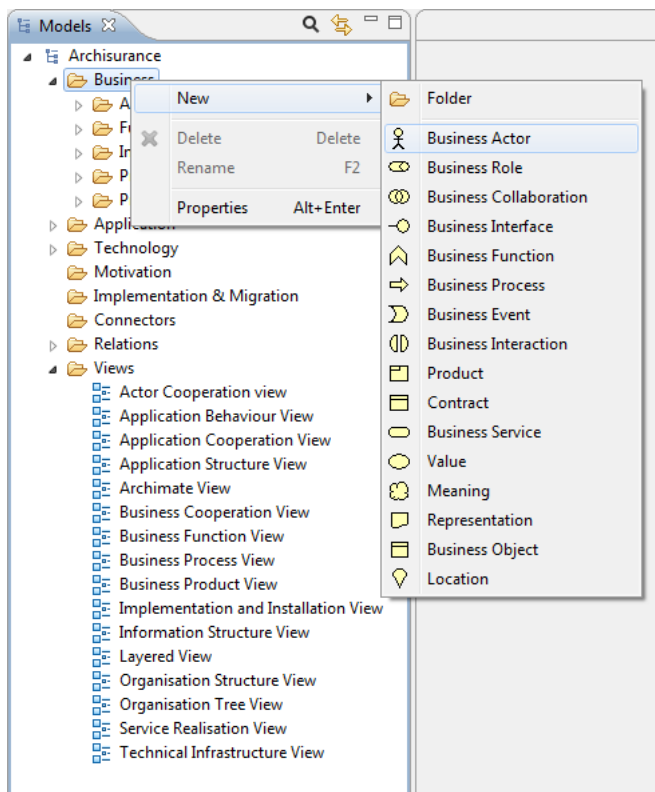 Models
Archisurance
Business
New
Delete Delete
Rename F2
Properties Alt+Enter
Folder
Business Actor
Business Role
Business Collaboration
Business Interface
Business Function
Business Process
Business Event
Business Interaction
Product
Contract
Business Service
Value
Meaning
Representation
Business Object
Location
A
F
In
P
P
Application
Technology
Motivation
Implementation & Migration
Connectors
Relations
Views
Actor Cooperation view
Application Behaviour View
Application Cooperation View
Application Structure View
Archimate View
Business Cooperation View
Business Function View
Business Process View
Business Product View
Implementation and Installation View
Information Structure View
Layered View
Organisation Structure View
Organisation Tree View
Service Realisation View
Technical Infrastructure View